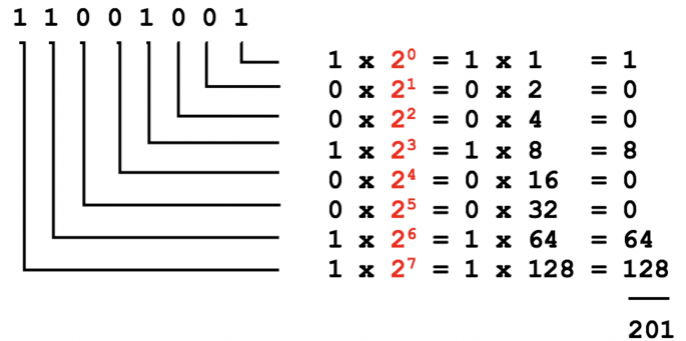 1 1 0 0 1 0 0 1
1 x 2⁰ = 1 x 1 = 1
0 x 2¹ = 0 x 2 = 0
0 x 2² = 0 x 4 = 0
1 x 2³ = 1 x 8 = 8
0 x 2⁴ = 0 x 16 = 0
0 x 2⁵ = 0 x 32 = 0
1 x 2⁶ = 1 x 64 = 64
1 x 2⁷ = 1 x 128 = 128
201